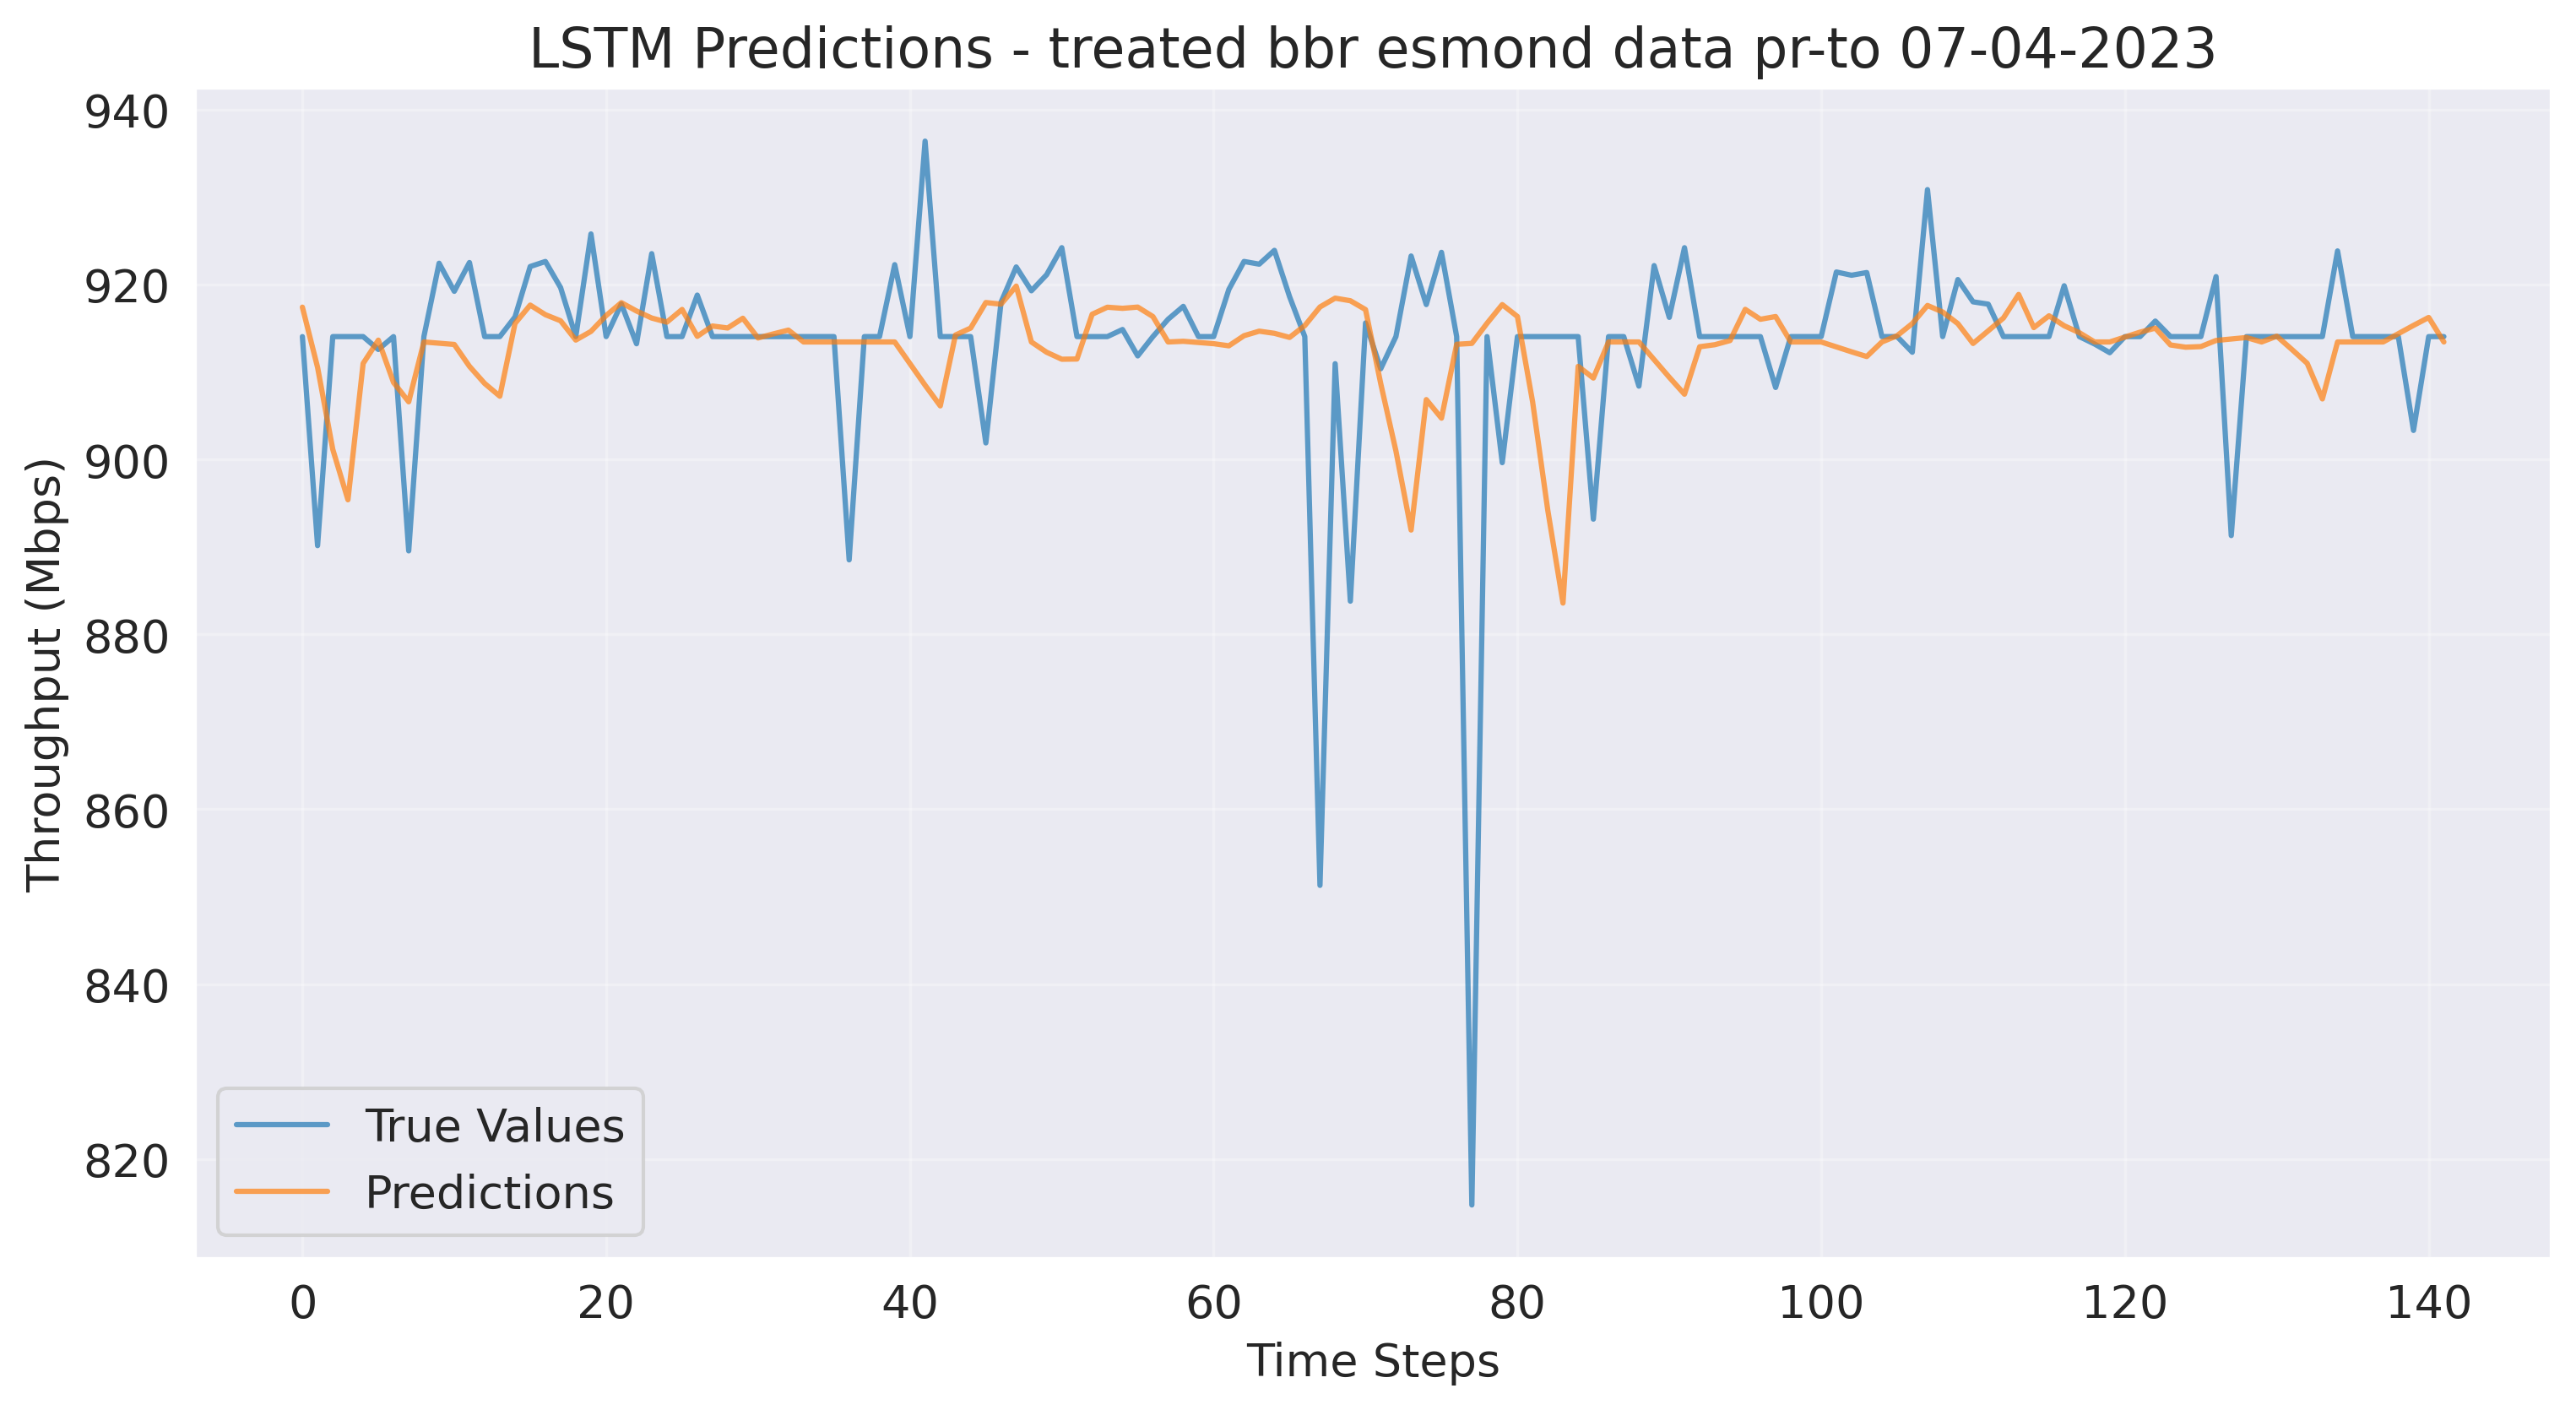 LSTM Predictions - treated bbr esmond data pr-to 07-04-2023
Throughput (Mbps)
940
920
900
880
860
840
820
True Values
Predictions
0 20 40 60 80 100 120 140
Time Steps